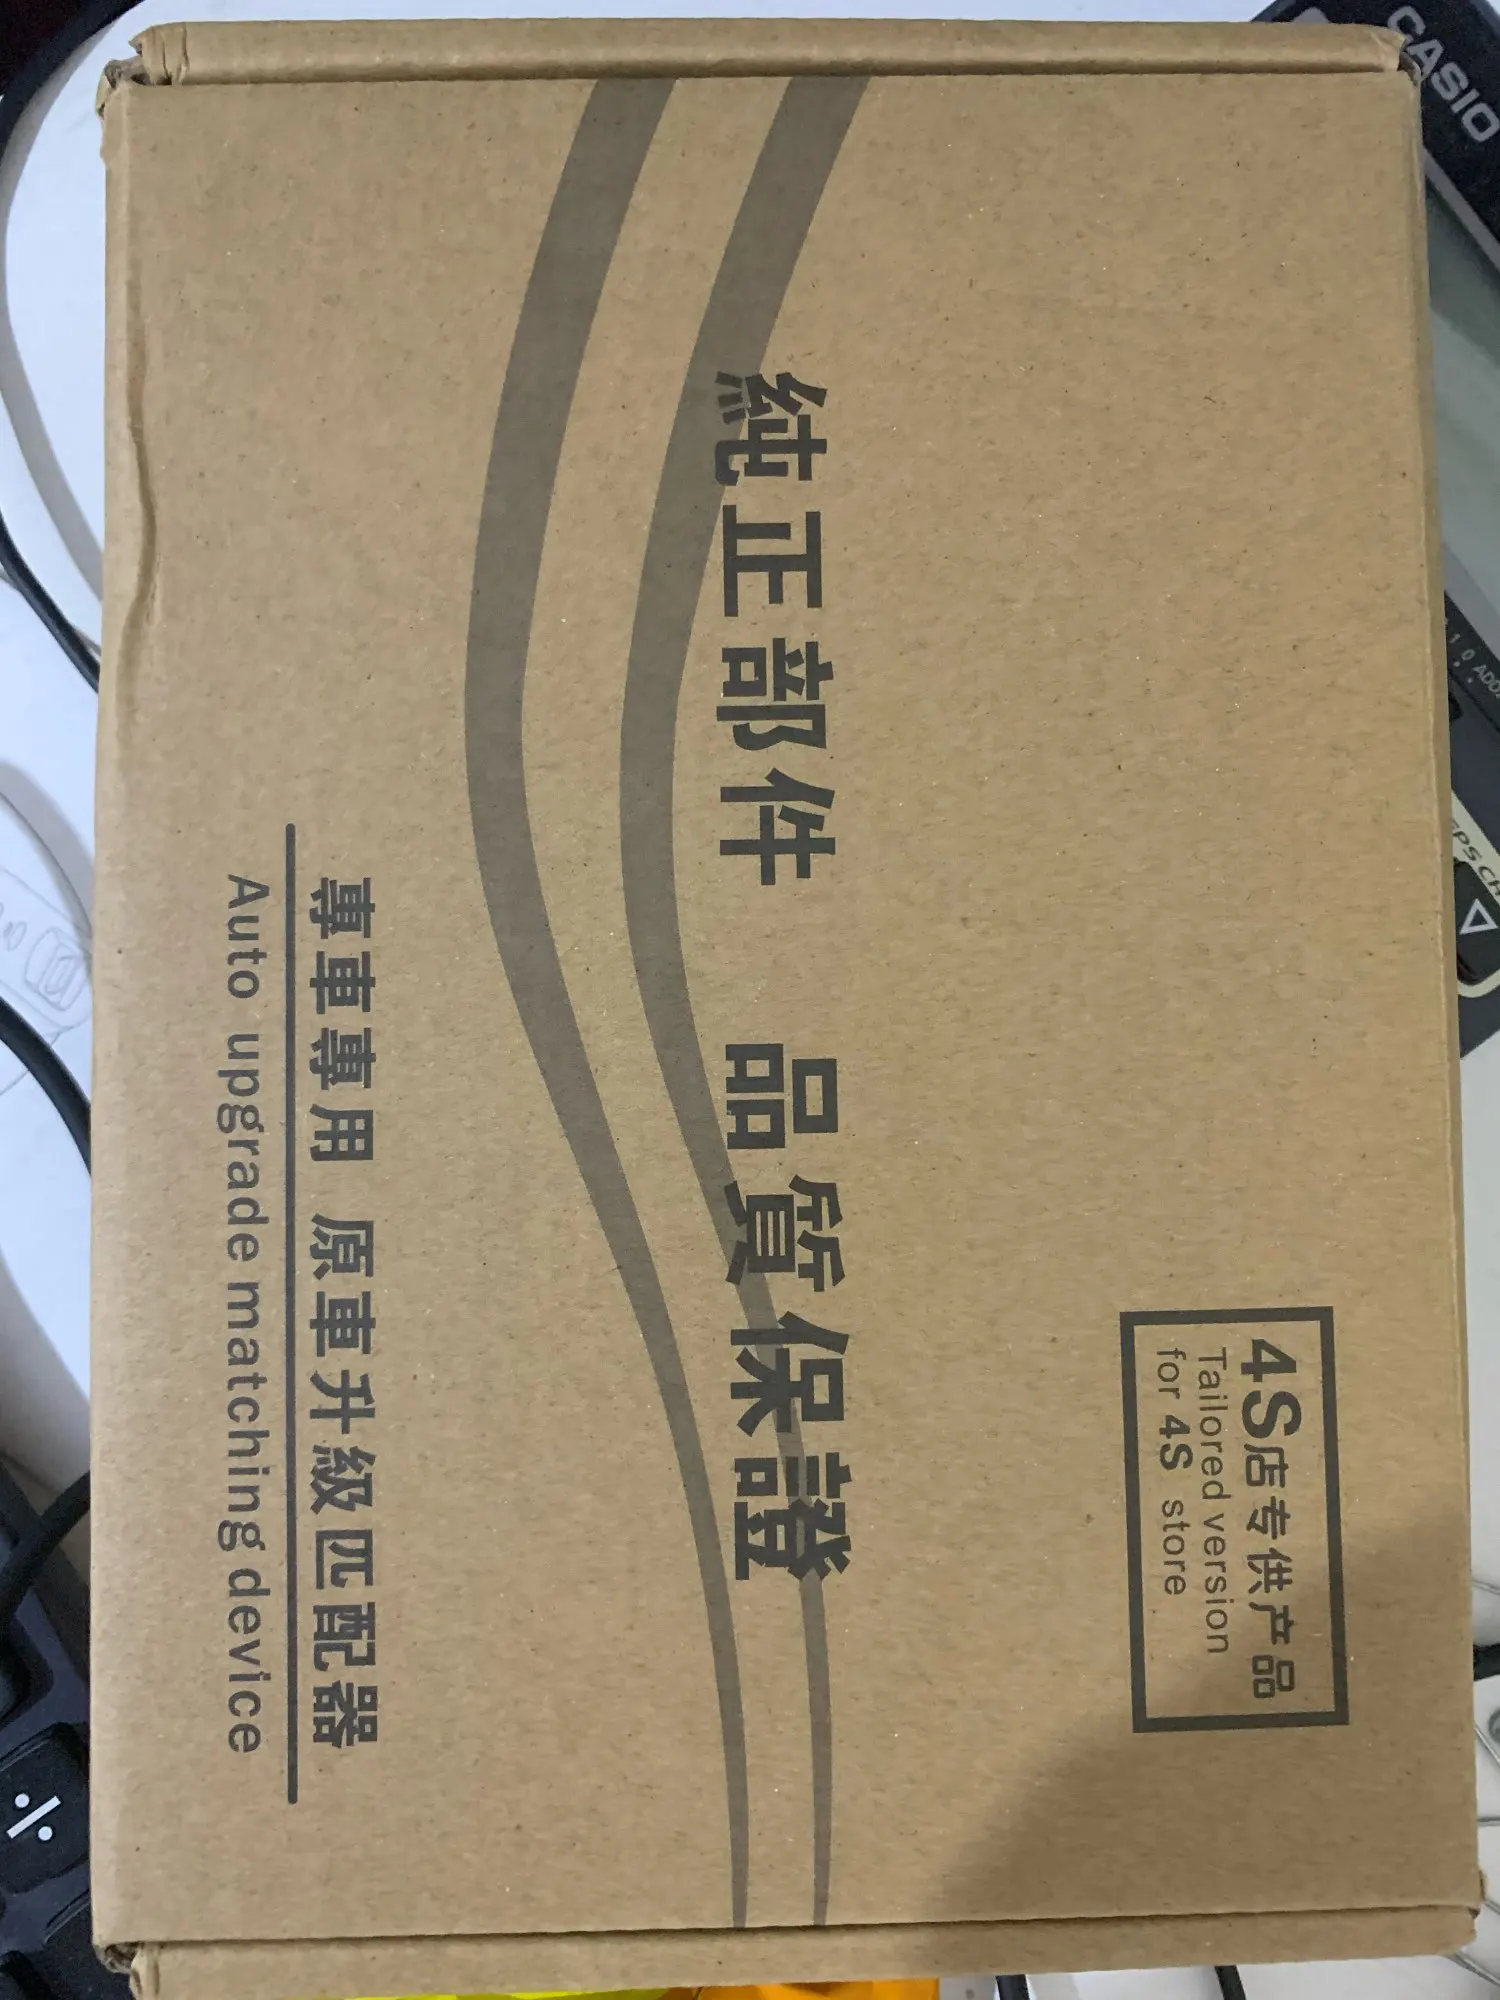 4S店专供产品
Tailored version
for 4S store
純正部件 品質保證
專車專用 原車升級匹配器
Auto upgrade matching device
CASIO
÷